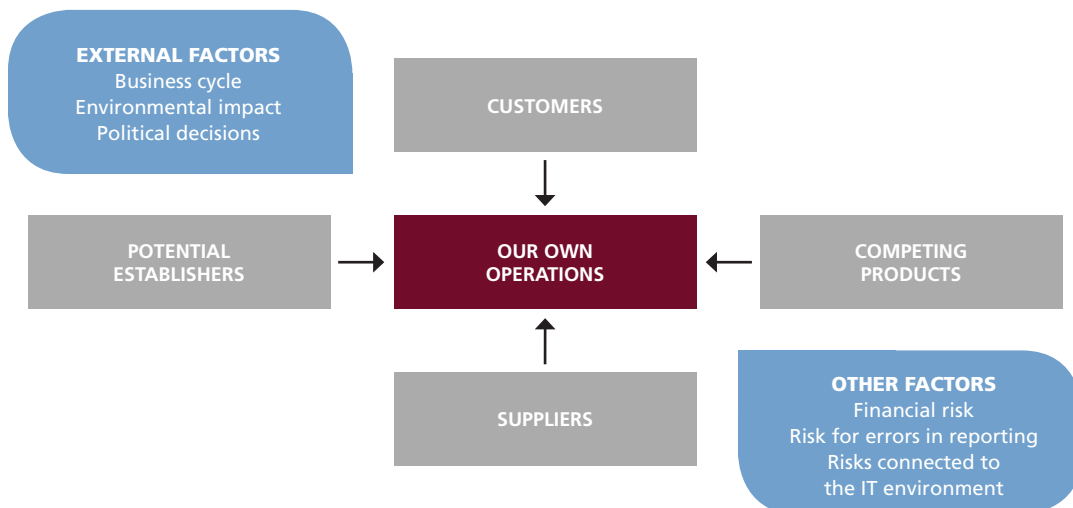 EXTERNAL FACTORS
Business cycle
Environmental impact
Political decisions
CUSTOMERS
POTENTIAL
ESTABLISHERS
OUR OWN
OPERATIONS
COMPETING
PRODUCTS
SUPPLIERS
OTHER FACTORS
Financial risk
Risk for errors in reporting
Risks connected to
the IT environment